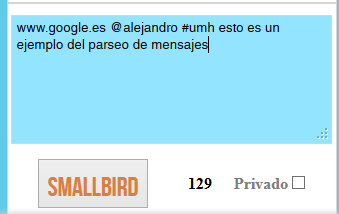 www.google.es @alejandro #umh esto es un
ejemplo del parseo de mensajes
SMALLBIRD 129 Privado